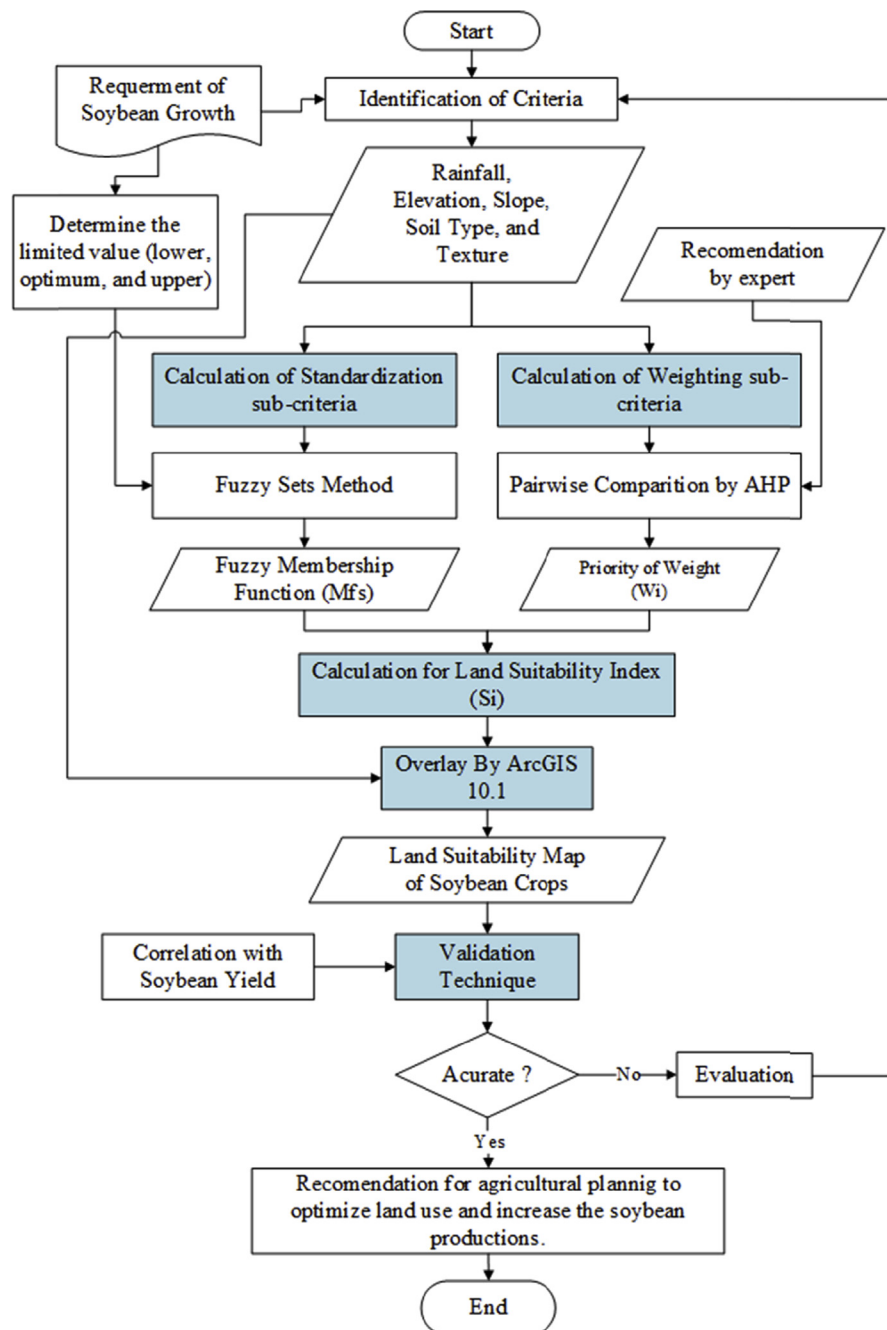 Start
Requerment of
Soybean Growth
Identification of Criteria
Rainfall,
Elevation, Slope,
Soil Type, and
Texture
Determine the
limited value (lower,
optimum, and upper)
Recomendation
by expert
Calculation of Standardization
sub-criteria
Calculation of Weighting sub-
criteria
Fuzzy Sets Method
Pairwise Comparition by AHP
Fuzzy Membership
Function (Mfs)
Priority of Weight
(Wi)
Calculation for Land Suitability Index
(Si)
Overlay By ArcGIS
10.1
Land Suitability Map
of Soybean Crops
Correlation with
Soybean Yield
Validation
Technique
Acurate ?
No
Evaluation
Yes
Recomendation for agricultural plannig to
optimize land use and increase the soybean
productions.
End